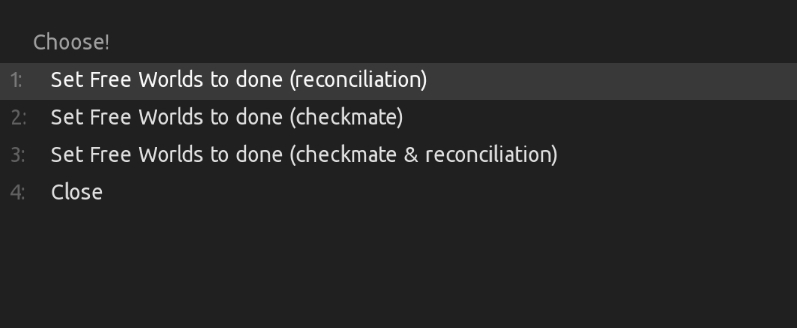 Choose!
1: Set Free Worlds to done (reconciliation)
2: Set Free Worlds to done (checkmate)
3: Set Free Worlds to done (checkmate & reconciliation)
4: Close